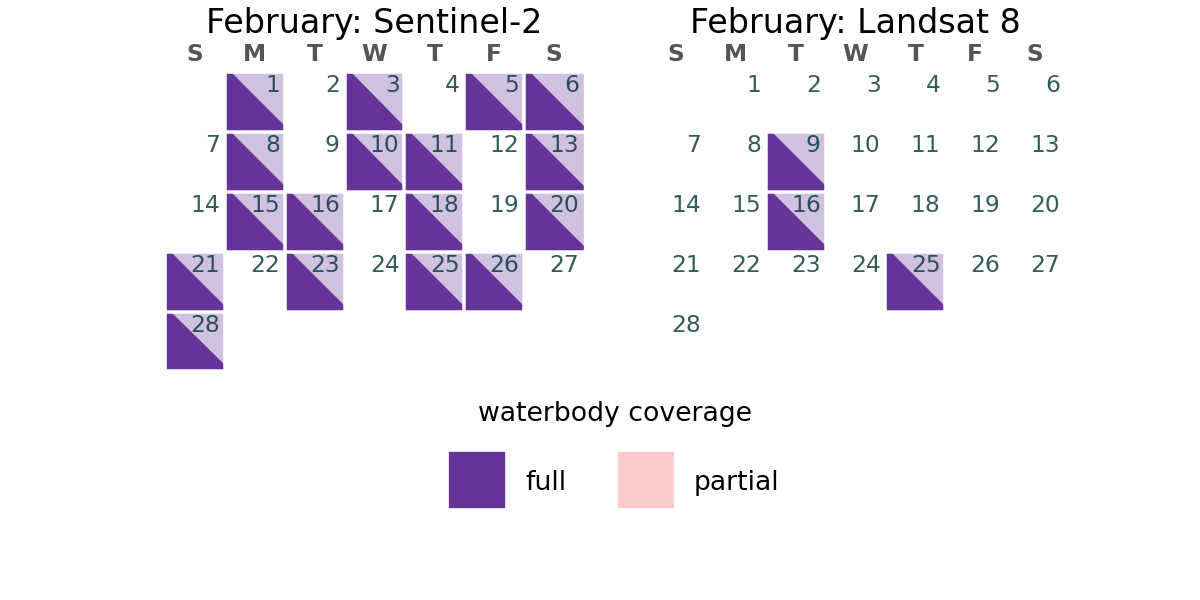 February: Sentinel-2
S M T W T F S
1 2 3 4 5 6
7 8 9 10 11 12 13
14 15 16 17 18 19 20
21 22 23 24 25 26 27
28
February: Landsat 8
S M T W T F S
1 2 3 4 5 6
7 8 9 10 11 12 13
14 15 16 17 18 19 20
21 22 23 24 25 26 27
28
waterbody coverage
full partial